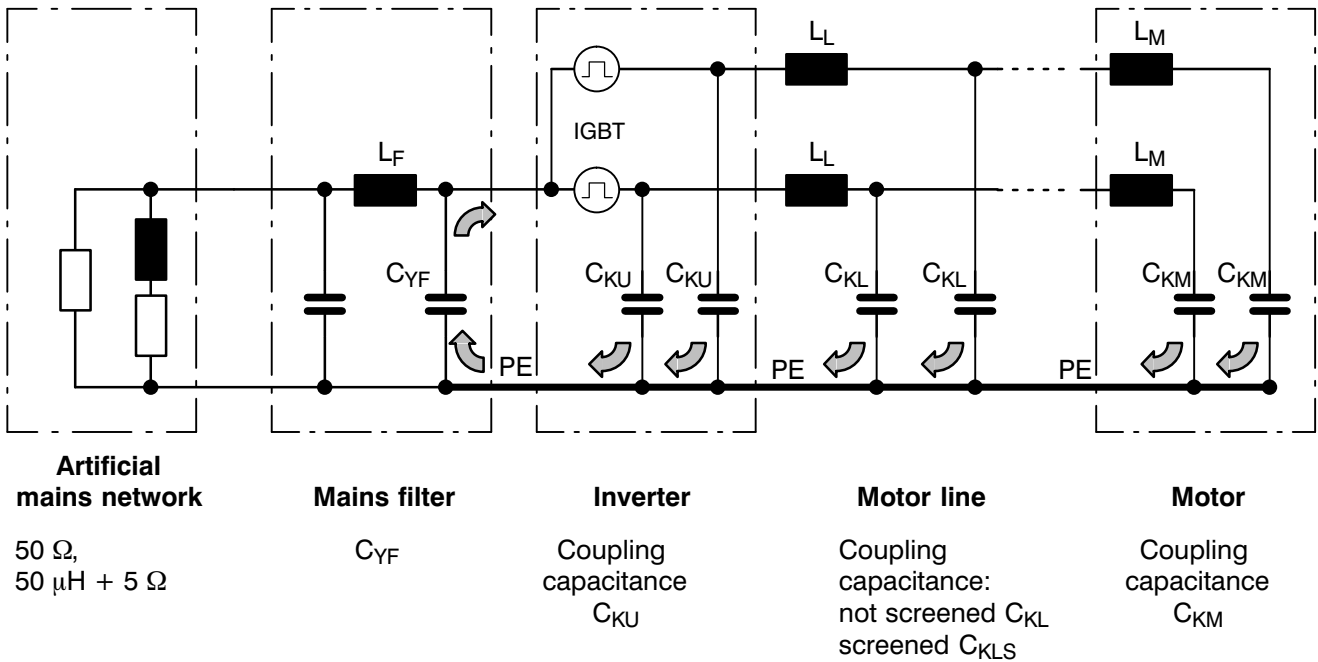 L_L
L_M
IGBT
L_F
L_L
L_M
C_YF
C_KU
C_KU
C_KL
C_KL
C_KM
C_KM
PE
PE
PE
Artificial
mains network
Mains filter
Inverter
Motor line
Motor
50 Ω,
50 μH + 5 Ω
C_YF
Coupling
capacitance
C_KU
Coupling
capacitance:
not screened C_KL
screened C_KLS
Coupling
capacitance
C_KM